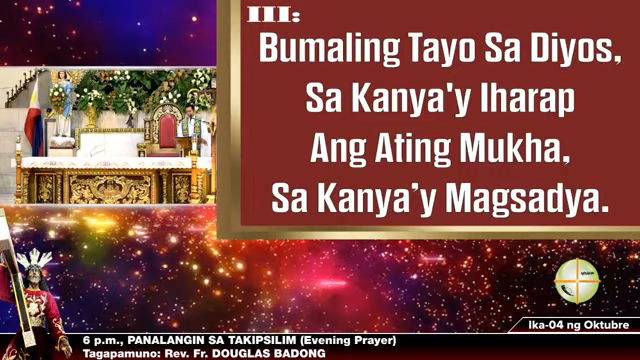 III:
Bumaling Tayo Sa Diyos,
Sa Kanya'y Iharap
Ang Ating Mukha,
Sa Kanya’y Magsadya.
Ika-04 ng Oktubre
6 p.m., PANALANGIN SA TAKIPSILIM (Evening Prayer)
Tagapamuno: Rev. Fr. DOUGLAS BADONG